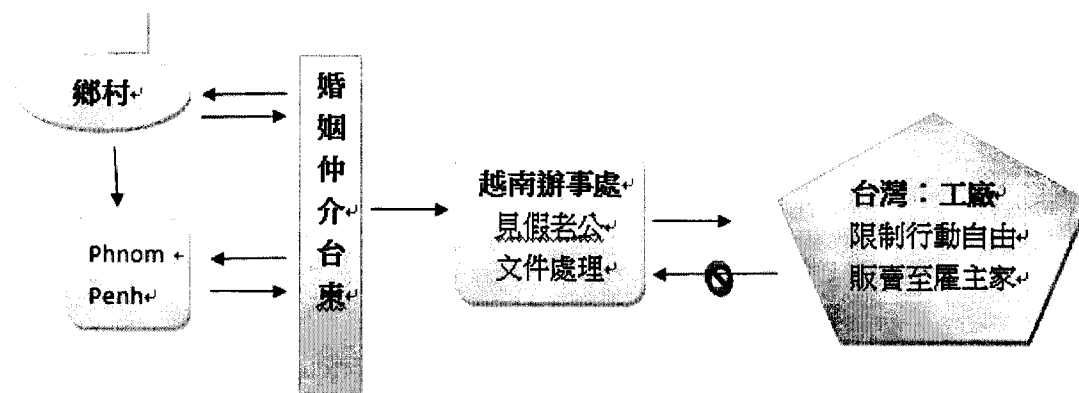 鄉村
婚姻仲介台柬
Phnom
Penh
越南辦事處
見假老公
文件處理
台灣：工廠
限制行動自由
販賣至雇主家